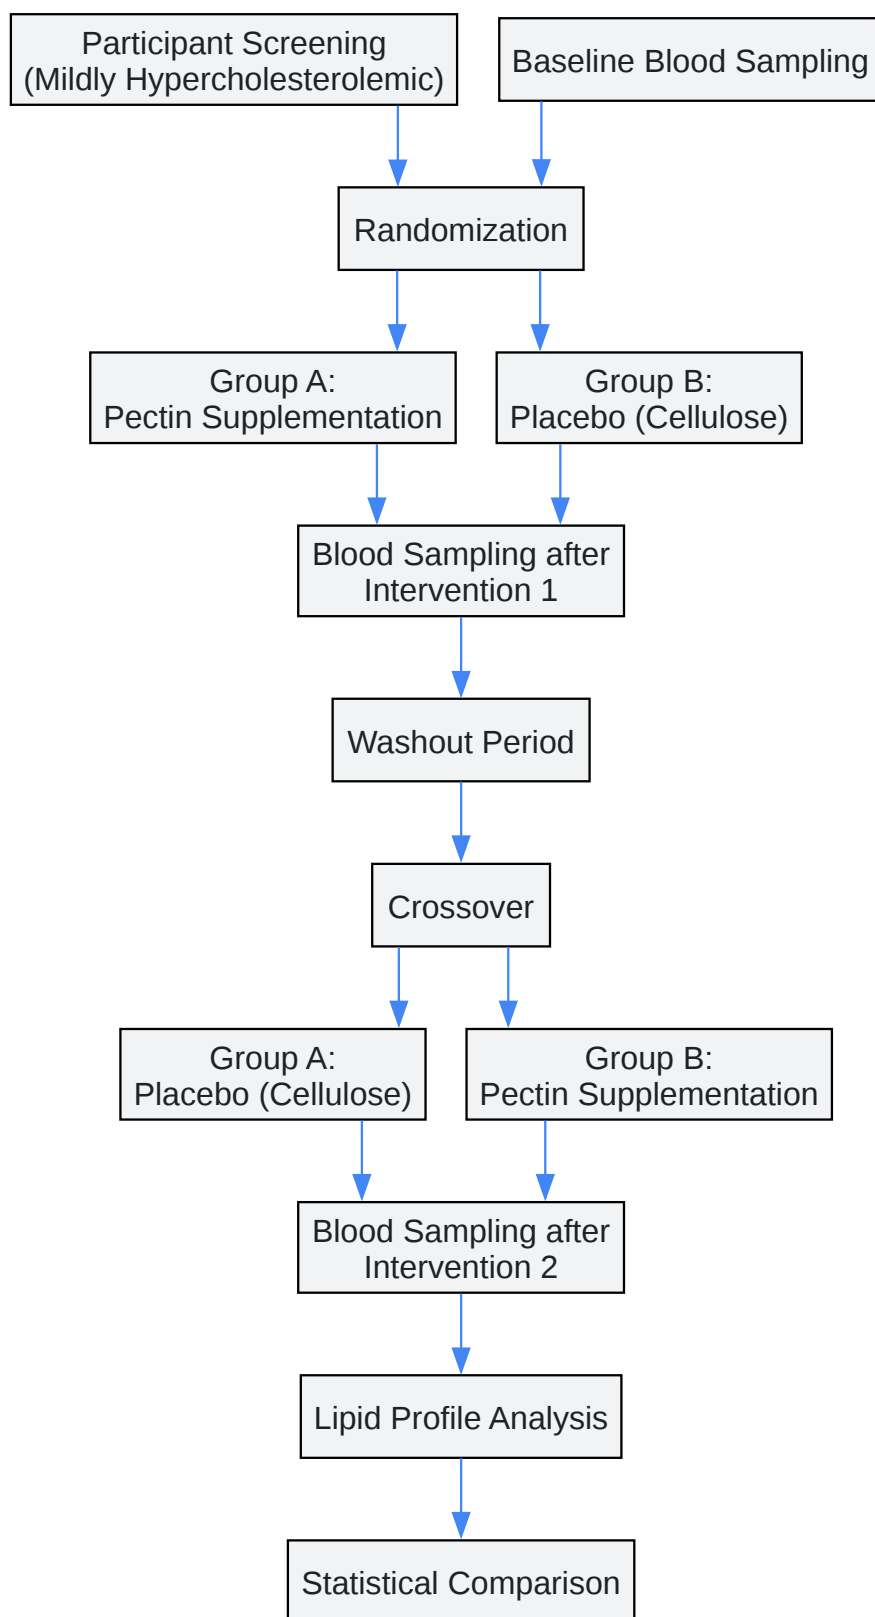 Participant Screening
(Mildly Hypercholesterolemic)
Baseline Blood Sampling
Randomization
Group A:
Pectin Supplementation
Group B:
Placebo (Cellulose)
Blood Sampling after
Intervention 1
Washout Period
Crossover
Group A:
Placebo (Cellulose)
Group B:
Pectin Supplementation
Blood Sampling after
Intervention 2
Lipid Profile Analysis
Statistical Comparison